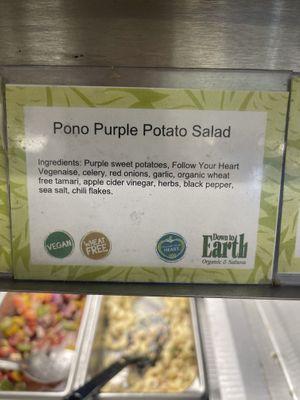 Pono Purple Potato Salad
Ingredients: Purple sweet potatoes, Follow Your Heart
Vegenaise, celery, red onions, garlic, organic wheat
free tamari, apple cider vinegar, herbs, black pepper,
sea salt, chili flakes.
VEGAN
WHEAT
FREE
HEART
Down to
Earth
Organic & Natural